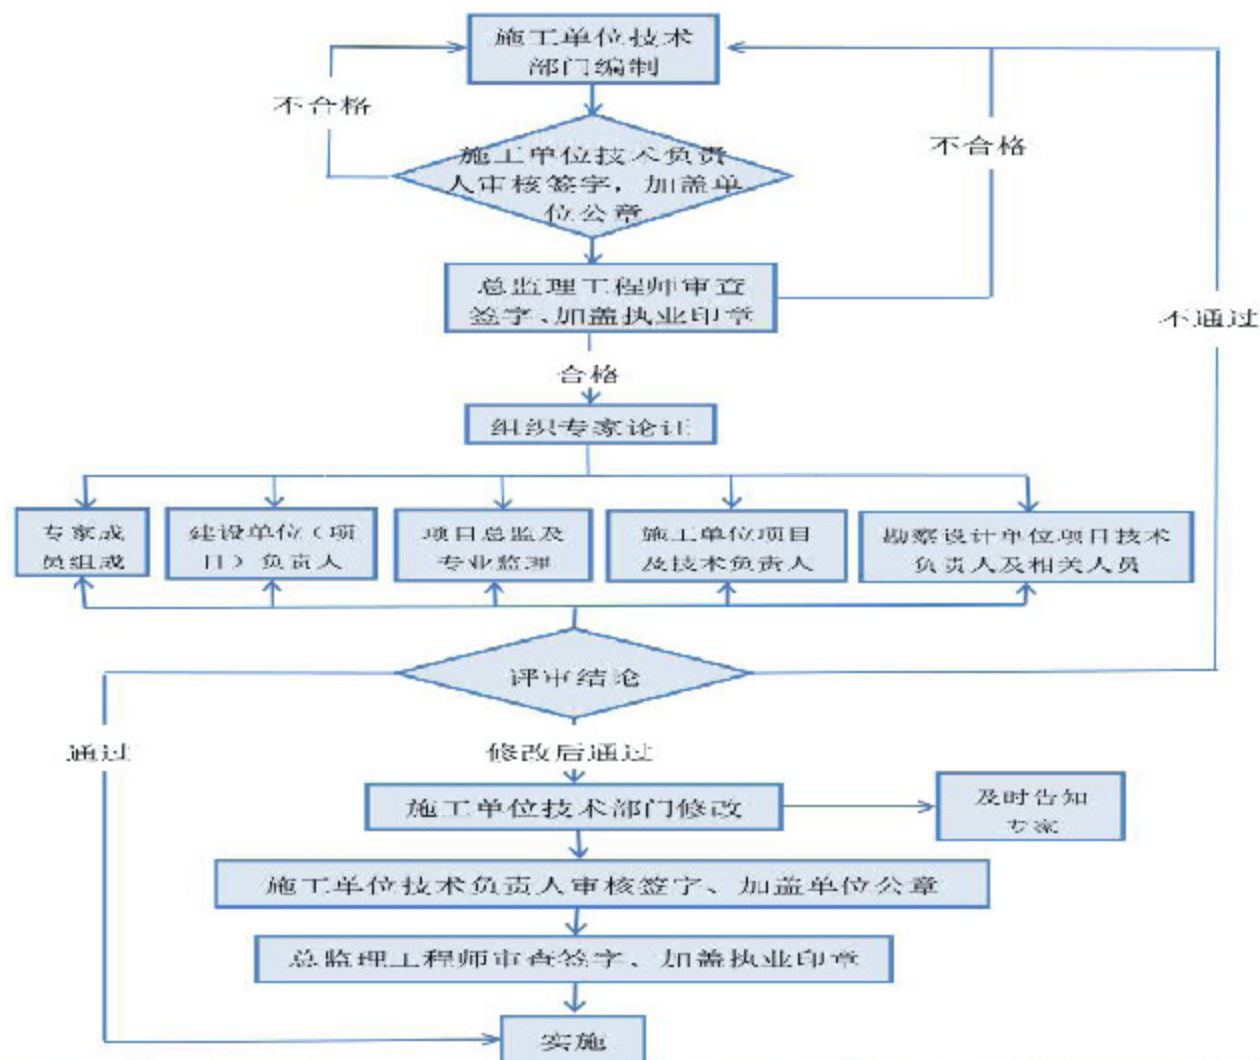 施工单位技术
部门编制
不合格
不合格
施工单位技术负责
人审核签字，加盖单
位公章
总监理工程师审查
签字、加盖执业印章
不通过
合格
组织专家论证
专家成
员组成
建设单位（项
目）负责人
项目总监及
专业监理
施工单位项目
及技术负责人
勘察设计单位项目技术
负责人及相关人员
评审结论
通过
修改后通过
施工单位技术部门修改
及时告知
专家
施工单位技术负责人审核签字、加盖单位公章
总监理工程师审查签字、加盖执业印章
实施